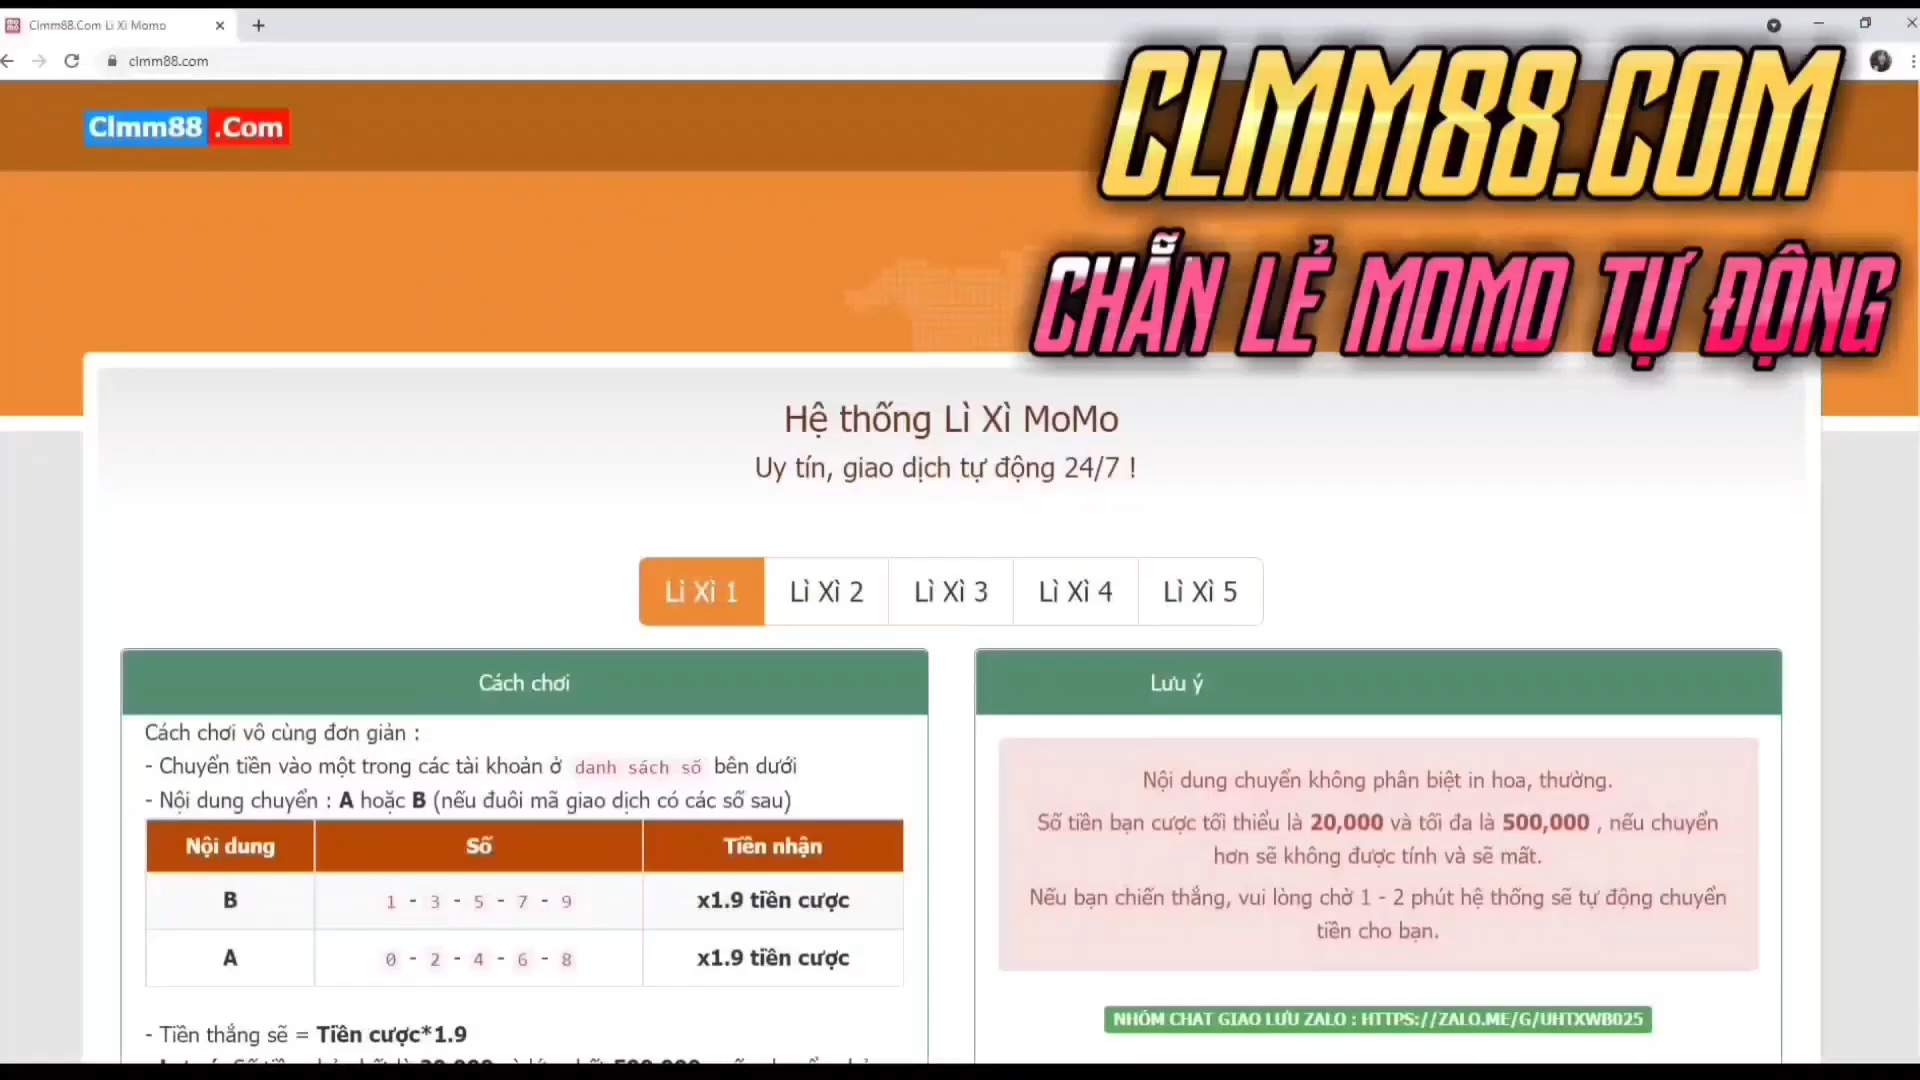 Clmm88.Com Li Xi Momo
clmm88.com
CLMM88.COM
Clmm88 .Com
CHẴN LẺ MOMO TỰ ĐỘNG
Hệ thống Lì Xì MoMo
Uy tín, giao dịch tự động 24/7 !
Lì Xì 1
Lì Xì 2
Lì Xì 3
Lì Xì 4
Lì Xì 5
Cách chơi
Cách chơi vô cùng đơn giản :
- Chuyển tiền vào một trong các tài khoản ở danh sách số bên dưới
- Nội dung chuyển : A hoặc B (nếu đuôi mã giao dịch có các số sau)
Nội dung Số Tiền nhận
B 1 - 3 - 5 - 7 - 9 x1.9 tiền cược
A 0 - 2 - 4 - 6 - 8 x1.9 tiền cược
- Tiền thắng sẽ = Tiền cược*1.9
Lưu ý
Nội dung chuyển không phân biệt in hoa, thường.
Số tiền bạn cược tối thiểu là 20,000 và tối đa là 500,000 , nếu chuyển
hơn sẽ không được tính và sẽ mất.
Nếu bạn chiến thắng, vui lòng chờ 1 - 2 phút hệ thống sẽ tự động chuyển
tiền cho bạn.
NHÓM CHAT GIAO LƯU ZALO : HTTPS://ZALO.ME/G/UHTXWB025